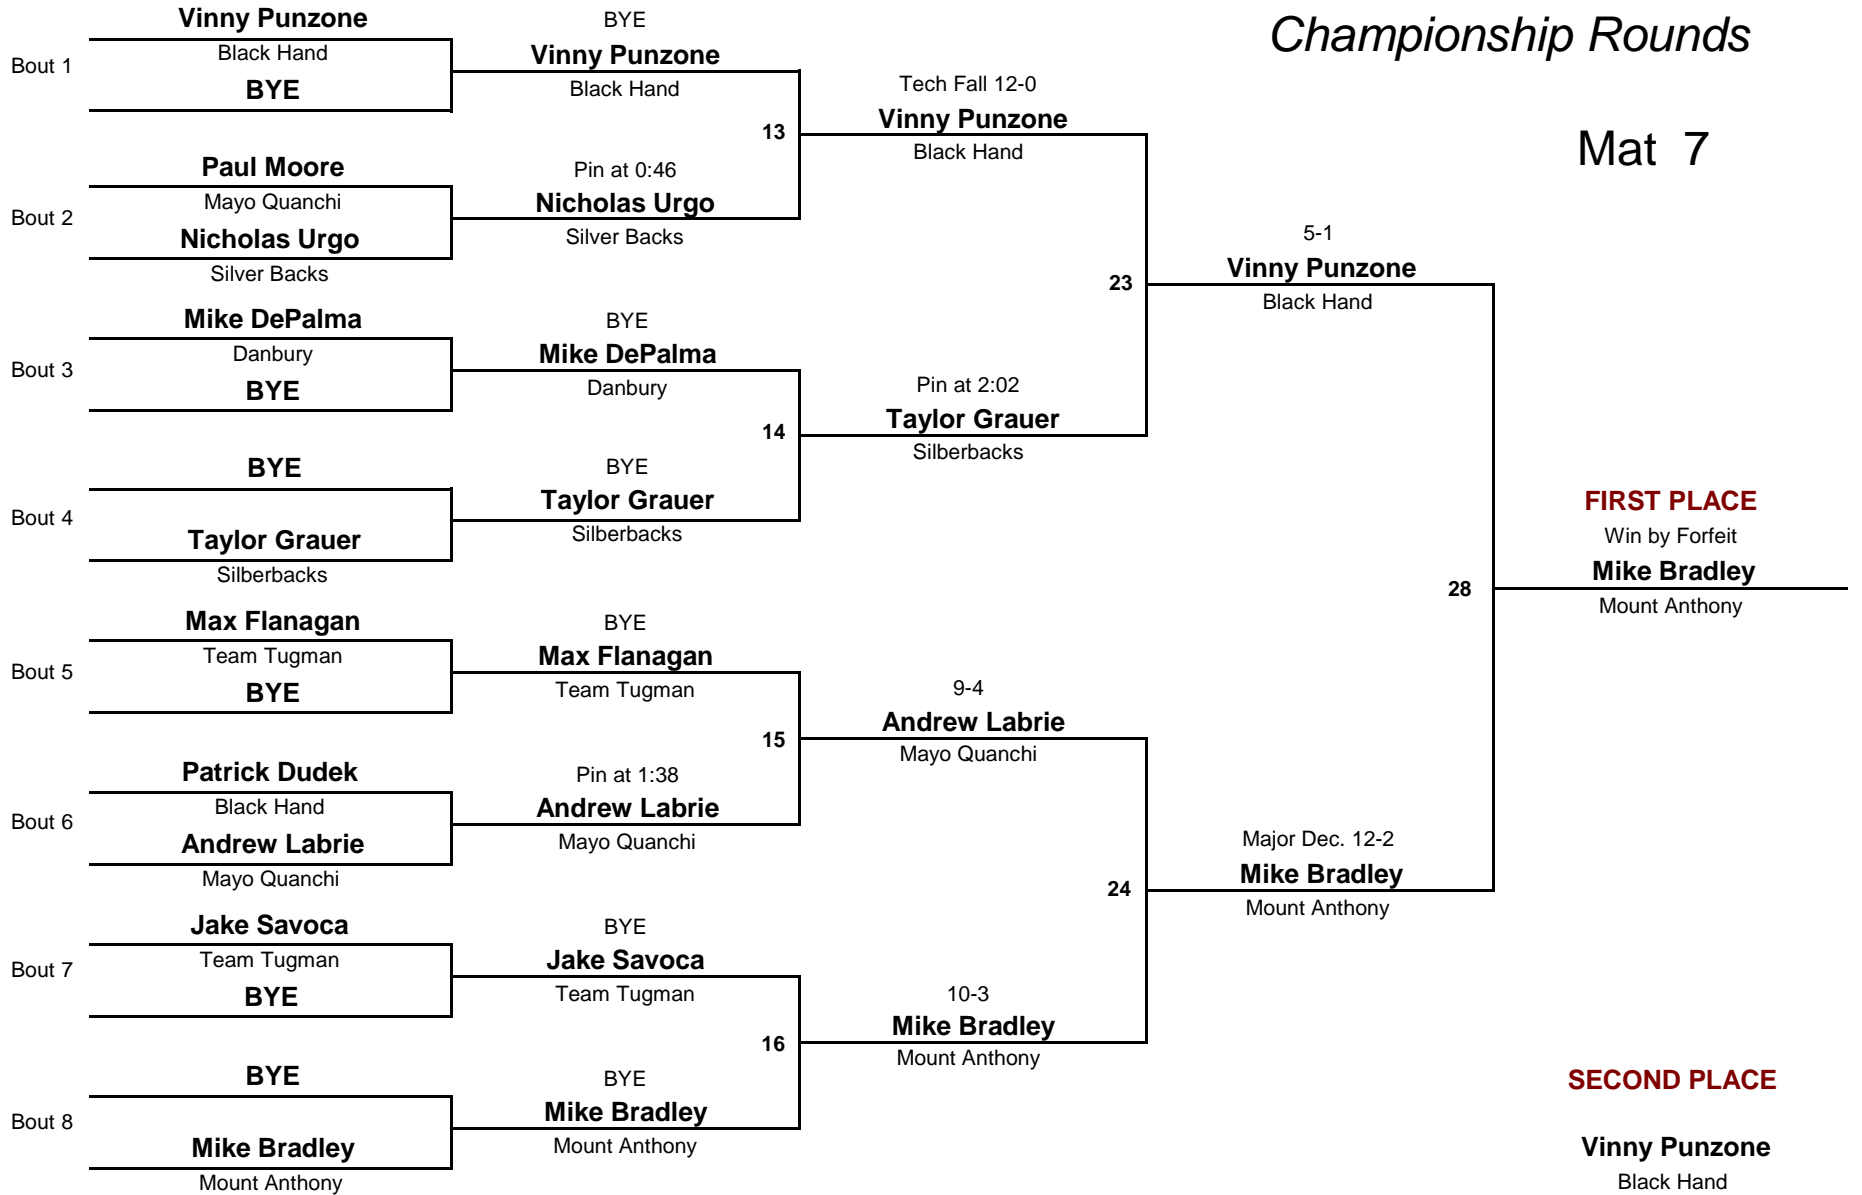 Championship Rounds
Mat 7
Bout 1
Vinny Punzone
Black Hand
BYE
Bout 2
Paul Moore
Mayo Quanchi
Nicholas Urgo
Silver Backs
Bout 3
Mike DePalma
Danbury
BYE
Bout 4
BYE
Taylor Grauer
Silberbacks
Bout 5
Max Flanagan
Team Tugman
BYE
Bout 6
Patrick Dudek
Black Hand
Andrew Labrie
Mayo Quanchi
Bout 7
Jake Savoca
Team Tugman
BYE
Bout 8
BYE
Mike Bradley
Mount Anthony
BYE
Vinny Punzone
Black Hand
13
Pin at 0:46
Nicholas Urgo
Silver Backs
BYE
Mike DePalma
Danbury
14
BYE
Taylor Grauer
Silberbacks
BYE
Max Flanagan
Team Tugman
15
Pin at 1:38
Andrew Labrie
Mayo Quanchi
BYE
Jake Savoca
Team Tugman
16
BYE
Mike Bradley
Mount Anthony
Tech Fall 12-0
Vinny Punzone
Black Hand
23
Pin at 2:02
Taylor Grauer
Silberbacks
9-4
Andrew Labrie
Mayo Quanchi
24
10-3
Mike Bradley
Mount Anthony
5-1
Vinny Punzone
Black Hand
28
Major Dec. 12-2
Mike Bradley
Mount Anthony
FIRST PLACE
Win by Forfeit
Mike Bradley
Mount Anthony
SECOND PLACE
Vinny Punzone
Black Hand